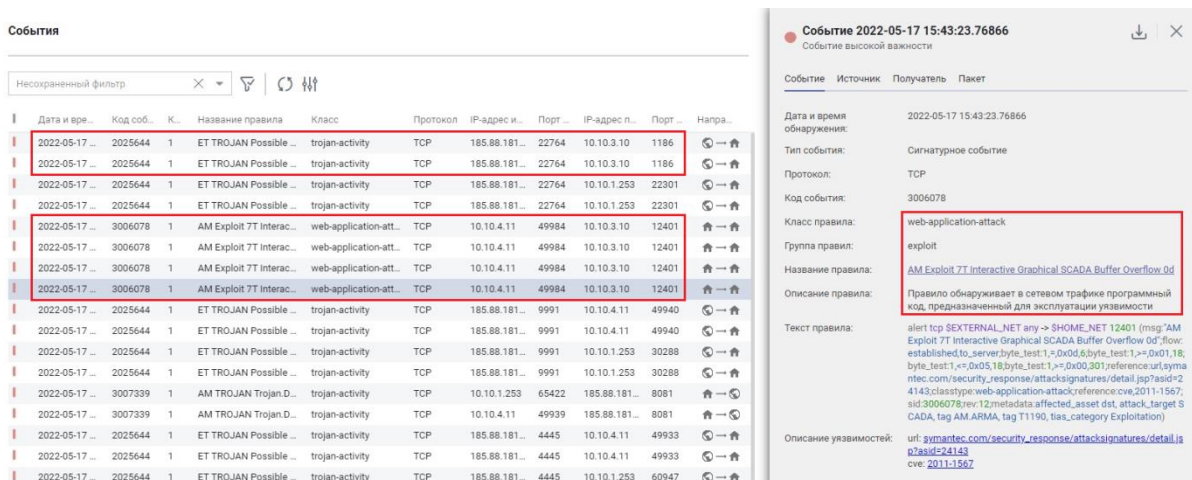 События
Несохраненный фильтр
Дата и вре... Код соб... К... Название правила Класс Протокол IP-адрес и... Порт ... IP-адрес п... Порт ... Напра...
2022-05-17 ... 2025644 1 ET TROJAN Possible ... trojan-activity TCP 185.88.181... 22764 10.10.3.10 1186
2022-05-17 ... 2025644 1 ET TROJAN Possible ... trojan-activity TCP 185.88.181... 22764 10.10.3.10 1186
2022-05-17 ... 2025644 1 ET TROJAN Possible ... trojan-activity TCP 185.88.181... 22764 10.10.1.253 22301
2022-05-17 ... 2025644 1 ET TROJAN Possible ... trojan-activity TCP 185.88.181... 22764 10.10.1.253 22301
2022-05-17 ... 3006078 1 AM Exploit 7T Interac... web-application-att... TCP 10.10.4.11 49984 10.10.3.10 12401
2022-05-17 ... 3006078 1 AM Exploit 7T Interac... web-application-att... TCP 10.10.4.11 49984 10.10.3.10 12401
2022-05-17 ... 3006078 1 AM Exploit 7T Interac... web-application-att... TCP 10.10.4.11 49984 10.10.3.10 12401
2022-05-17 ... 3006078 1 AM Exploit 7T Interac... web-application-att... TCP 10.10.4.11 49984 10.10.3.10 12401
2022-05-17 ... 2025644 1 ET TROJAN Possible ... trojan-activity TCP 185.88.181... 9991 10.10.4.11 49940
2022-05-17 ... 2025644 1 ET TROJAN Possible ... trojan-activity TCP 185.88.181... 9991 10.10.4.11 49940
2022-05-17 ... 2025644 1 ET TROJAN Possible ... trojan-activity TCP 185.88.181... 9991 10.10.1.253 30288
2022-05-17 ... 2025644 1 ET TROJAN Possible ... trojan-activity TCP 185.88.181... 9991 10.10.1.253 30288
2022-05-17 ... 3007339 1 AM TROJAN Trojan.D... trojan-activity TCP 10.10.1.253 65422 185.88.181... 8081
2022-05-17 ... 3007339 1 AM TROJAN Trojan.D... trojan-activity TCP 10.10.4.11 49939 185.88.181... 8081
2022-05-17 ... 2025644 1 ET TROJAN Possible ... trojan-activity TCP 185.88.181... 4445 10.10.4.11 49933
2022-05-17 ... 2025644 1 ET TROJAN Possible ... trojan-activity TCP 185.88.181... 4445 10.10.4.11 49933
2022-05-17 ... 2025644 1 ET TROJAN Possible ... trojan-activity TCP 185.88.181... 4445 10.10.1.253 60947
Событие 2022-05-17 15:43:23.76866
Событие высокой важности
Событие Источник Получатель Пакет
Дата и время 2022-05-17 15:43:23.76866
обнаружения:
Тип события: Сигнатурное событие
Протокол: TCP
Код события: 3006078
Класс правила: web-application-attack
Группа правил: exploit
Название правила: AM Exploit 7T Interactive Graphical SCADA Buffer Overflow 0d
Описание правила: Правило обнаруживает в сетевом трафике программный
код, предназначенный для эксплуатации уязвимости
Текст правила: alert tcp $EXTERNAL_NET any -> $HOME_NET 12401 (msg:"AM
Exploit 7T Interactive Graphical SCADA Buffer Overflow 0d";flow:
established,to_server;byte_test:1,=,0x0d,6;byte_test:1,>=,0x01,18;
byte_test:1,<=,0x05,18;byte_test:1,>=,0x00,301;reference:url,syma
ntec.com/security_response/attacksignatures/detail.jsp?asid=2
4143;classtype:web-application-attack;reference:cve,2011-1567;
sid:3006078;rev:12;metadata:affected_asset dst, attack_target S
CADA, tag AM.ARMA, tag T1190, tias_category Exploitation)
Описание уязвимостей: url: symantec.com/security_response/attacksignatures/detail.js
p?asid=24143
cve: 2011-1567